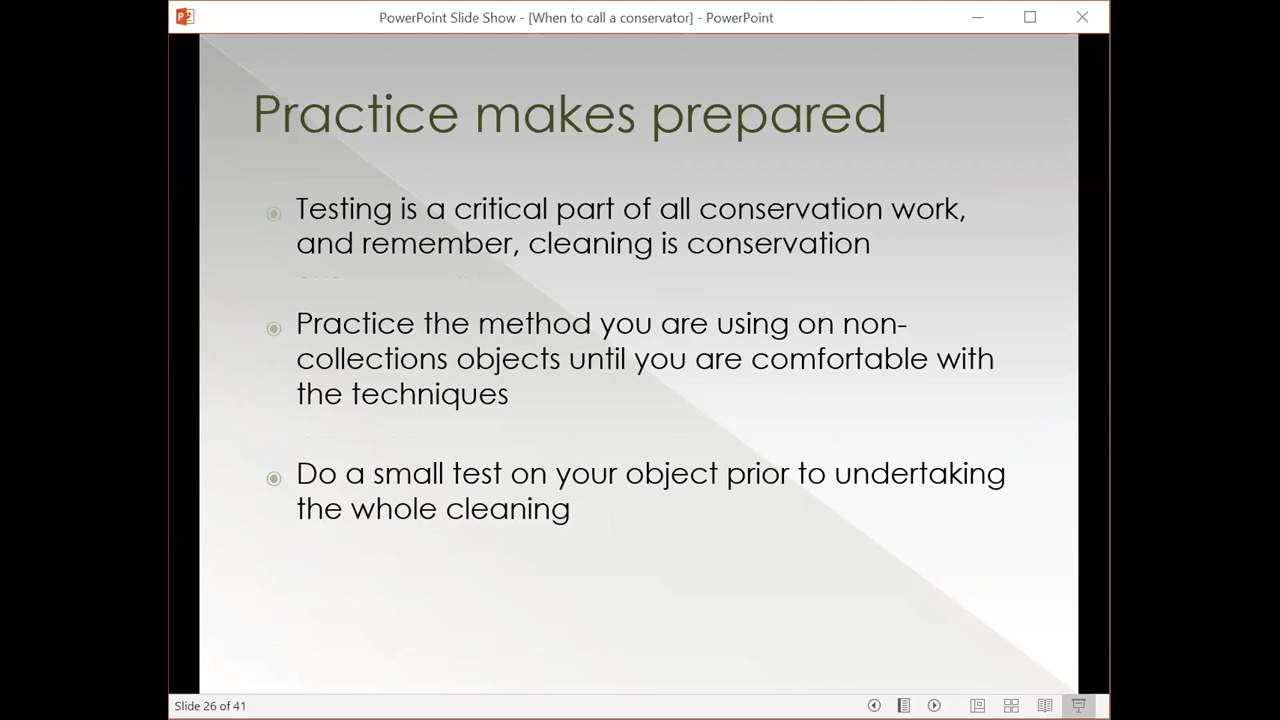 PowerPoint Slide Show - [When to call a conservator] - PowerPoint
Practice makes prepared
Testing is a critical part of all conservation work,
and remember, cleaning is conservation
Practice the method you are using on non-
collections objects until you are comfortable with
the techniques
Do a small test on your object prior to undertaking
the whole cleaning
Slide 26 of 41